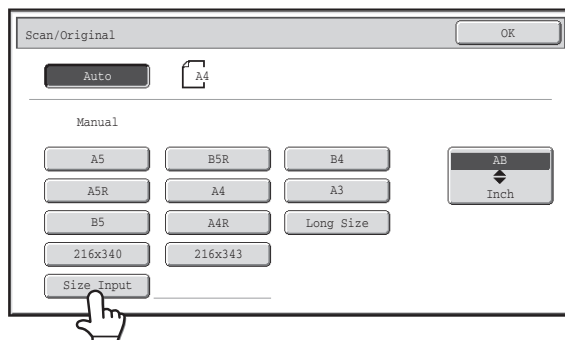 Scan/Original OK
Auto A4
Manual
A5 B5R B4 AB
A5R A4 A3 Inch
B5 A4R Long Size
216x340 216x343
Size Input